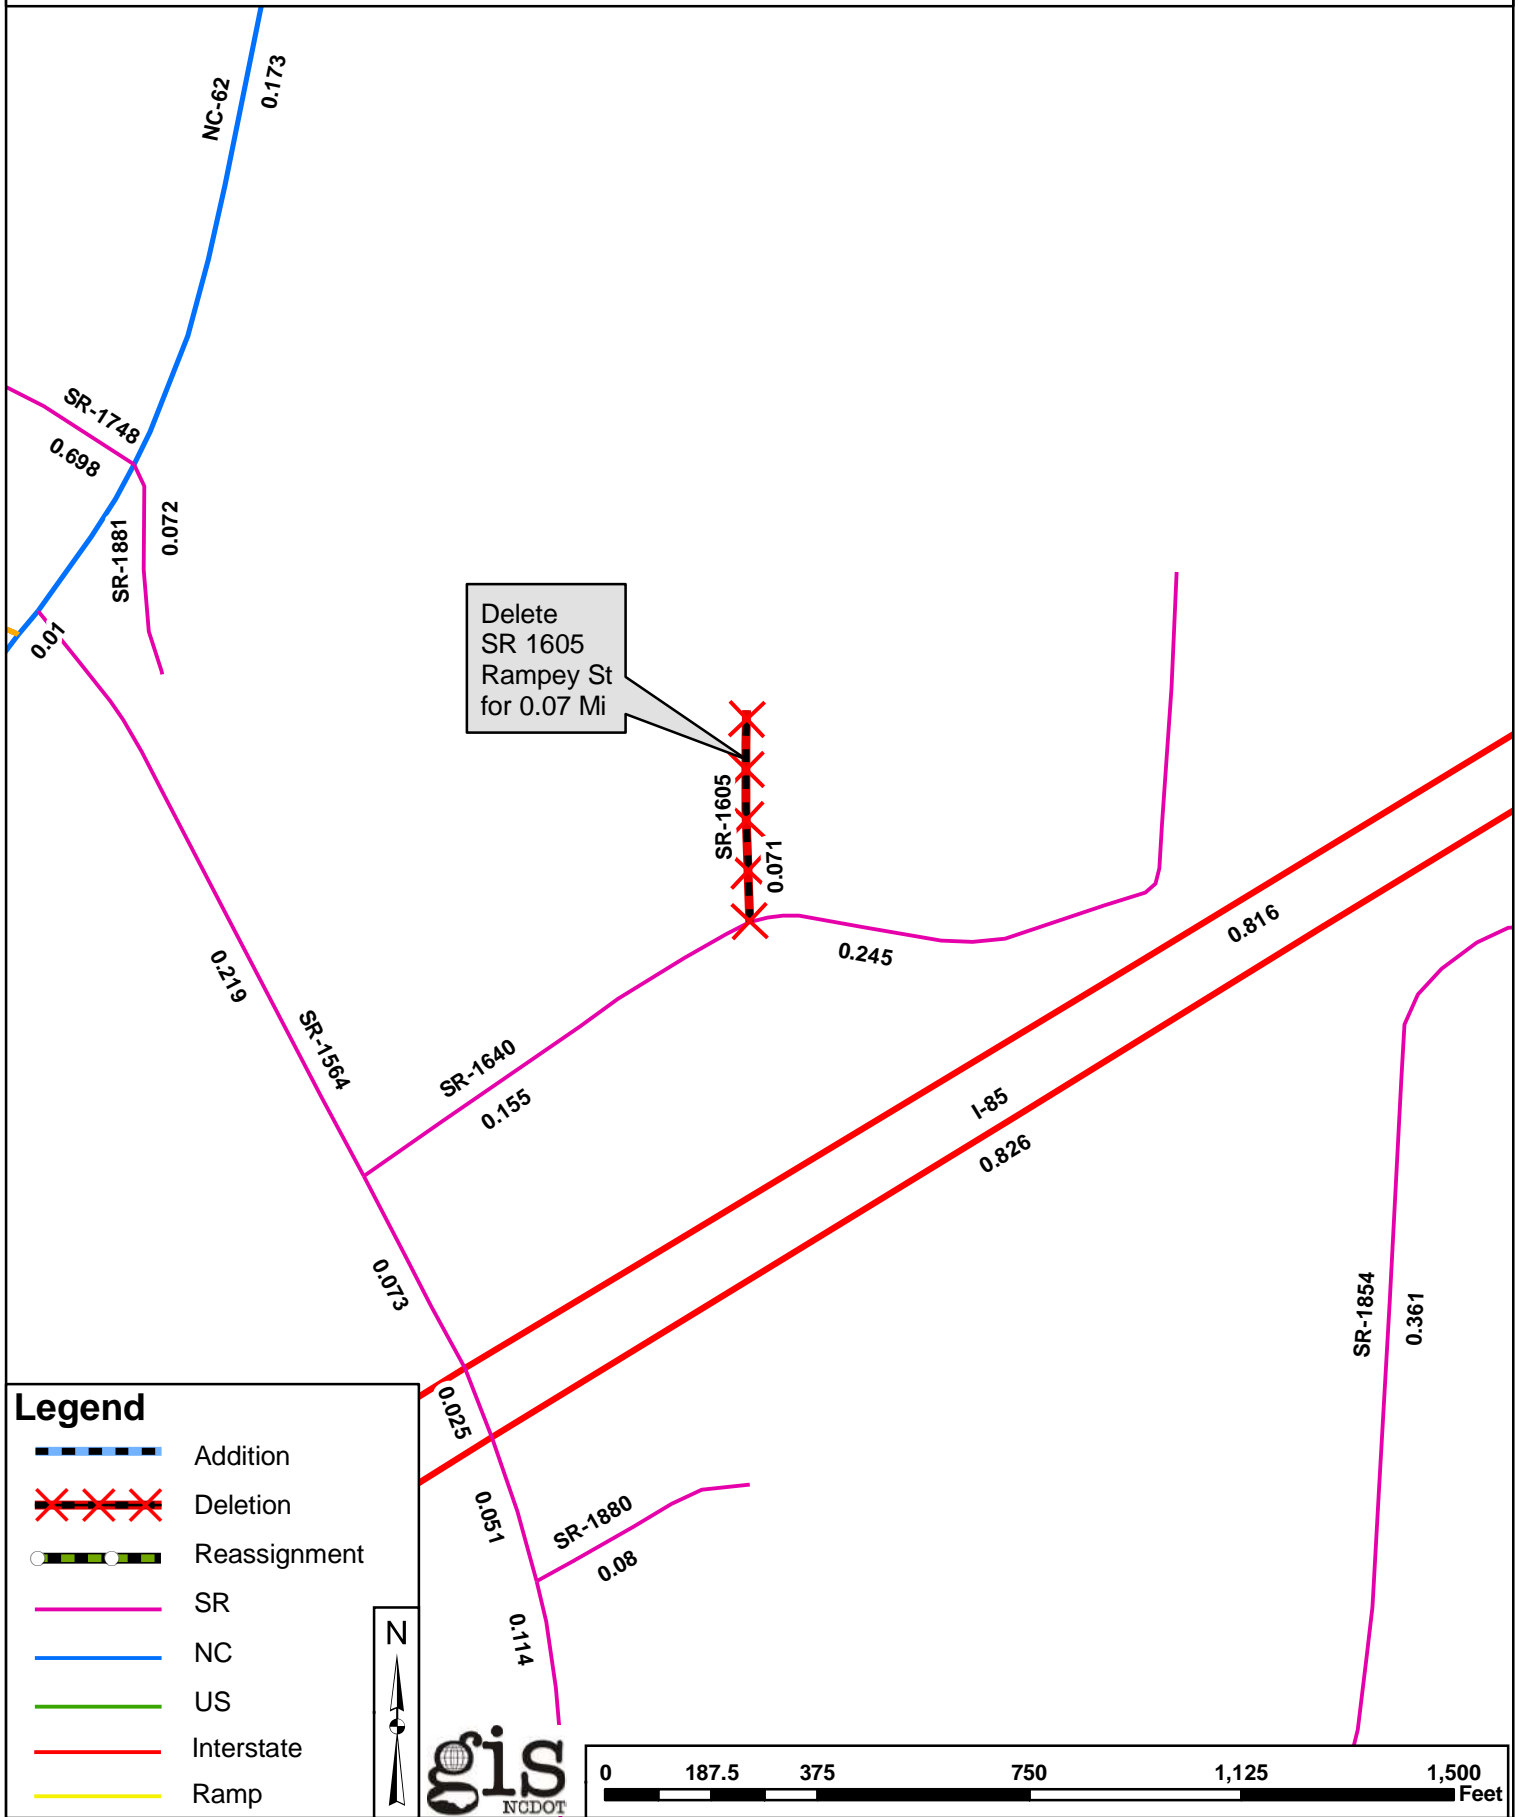 NC-62
0.173
SR-1748
0.698
SR-1881
0.072
0.01
Delete
SR 1605
Rampey St
for 0.07 Mi
SR-1605
0.071
0.245
0.816
0.219
SR-1564
SR-1640
0.155
I-85
0.826
0.073
SR-1854
0.361
0.025
0.051
SR-1880
0.08
0.114
Legend
Addition
Deletion
Reassignment
SR
NC
US
Interstate
Ramp
N
gis
NCDOT
0 187.5 375 750 1,125 1,500
Feet